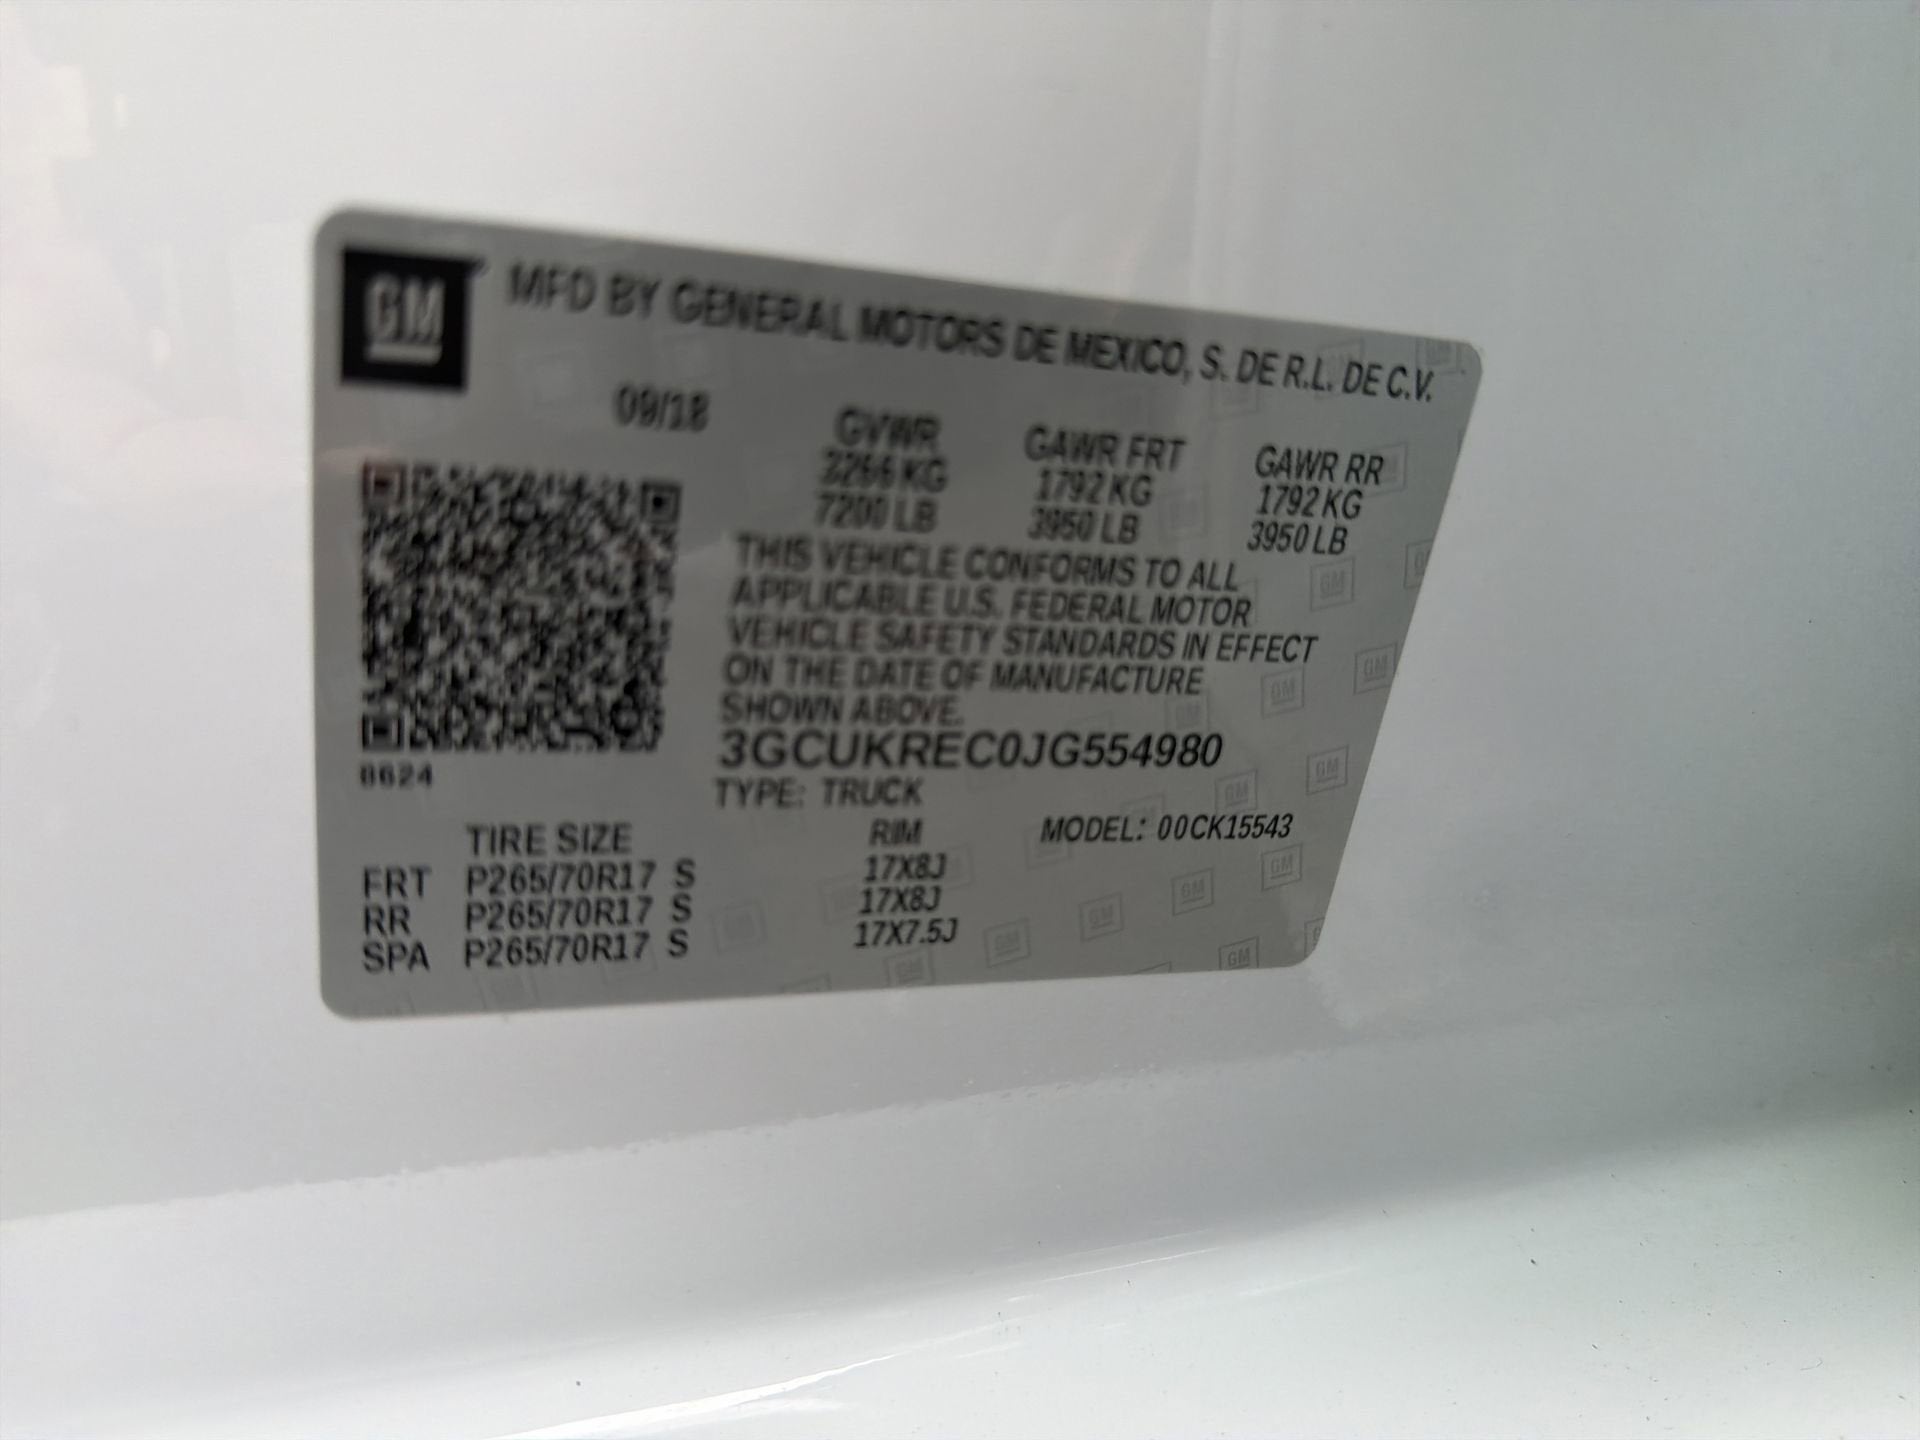 GM MFD BY GENERAL MOTORS DE MEXICO, S. DE R.L. DE C.V.
09/18
GVWR GAWR FRT GAWR RR
3266 KG 1792 KG 1792 KG
7200 LB 3950 LB 3950 LB
THIS VEHICLE CONFORMS TO ALL
APPLICABLE U.S. FEDERAL MOTOR
VEHICLE SAFETY STANDARDS IN EFFECT
ON THE DATE OF MANUFACTURE
SHOWN ABOVE.
3GCUKREC0JG554980
8624
TYPE: TRUCK
MODEL: 00CK15543
TIRE SIZE RIM
FRT P265/70R17 S 17X8J
RR P265/70R17 S 17X8J
SPA P265/70R17 S 17X7.5J